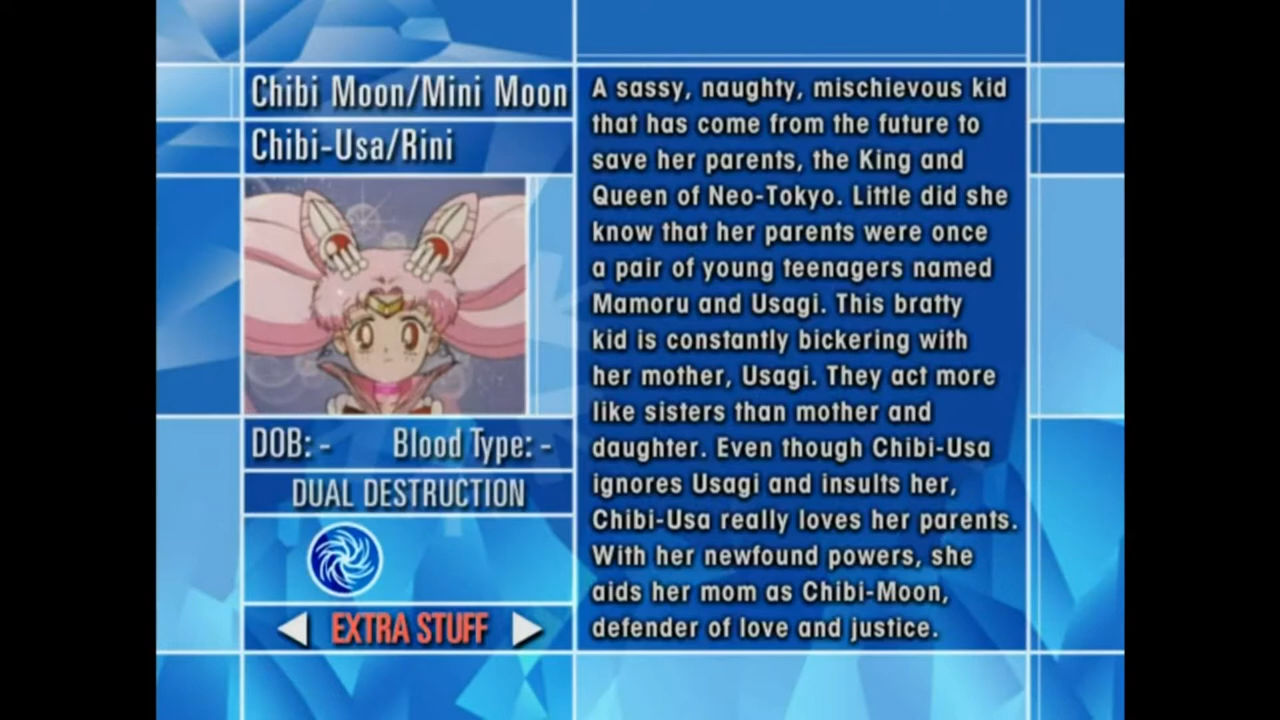 Chibi Moon/Mini Moon
Chibi-Usa/Rini
DOB: - Blood Type: -
DUAL DESTRUCTION
EXTRA STUFF
A sassy, naughty, mischievous kid
that has come from the future to
save her parents, the King and
Queen of Neo-Tokyo. Little did she
know that her parents were once
a pair of young teenagers named
Mamoru and Usagi. This bratty
kid is constantly bickering with
her mother, Usagi. They act more
like sisters than mother and
daughter. Even though Chibi-Usa
ignores Usagi and insults her,
Chibi-Usa really loves her parents.
With her newfound powers, she
aids her mom as Chibi-Moon,
defender of love and justice.